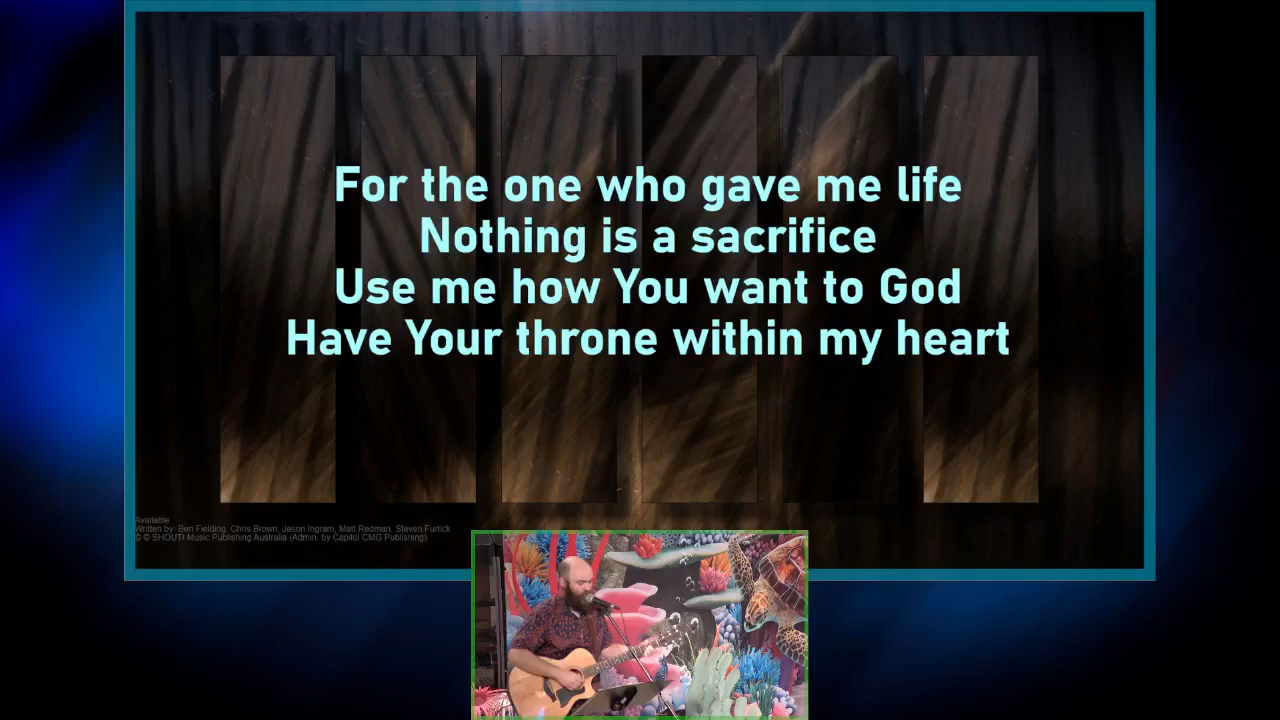 For the one who gave me life
Nothing is a sacrifice
Use me how You want to God
Have Your throne within my heart
Available
Written by: Ben Fielding, Chris Brown, Jason Ingram, Matt Redman, Steven Furtick
© © SHOUT! Music Publishing Australia (Admin. by Capitol CMG Publishing)